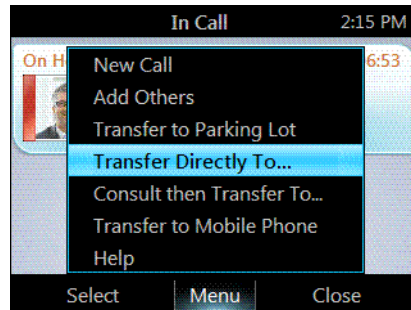 In Call 2:15 PM
On H 6:53
New Call
Add Others
Transfer to Parking Lot
Transfer Directly To...
Consult then Transfer To...
Transfer to Mobile Phone
Help
Select Menu Close